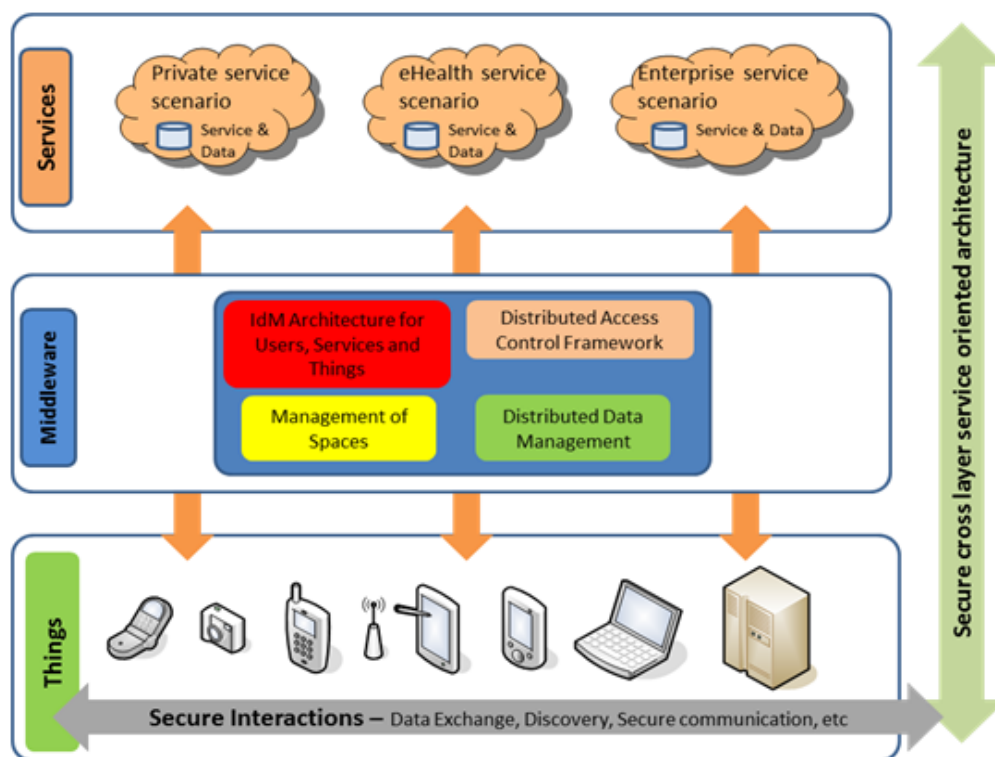 Services
Private service
scenario
Service &
Data
eHealth service
scenario
Service &
Data
Enterprise service
scenario
Service & Data
Middleware
IdM Architecture for
Users, Services and
Things
Distributed Access
Control Framework
Management of
Spaces
Distributed Data
Management
Things
Secure Interactions – Data Exchange, Discovery, Secure communication, etc
Secure cross layer service oriented architecture